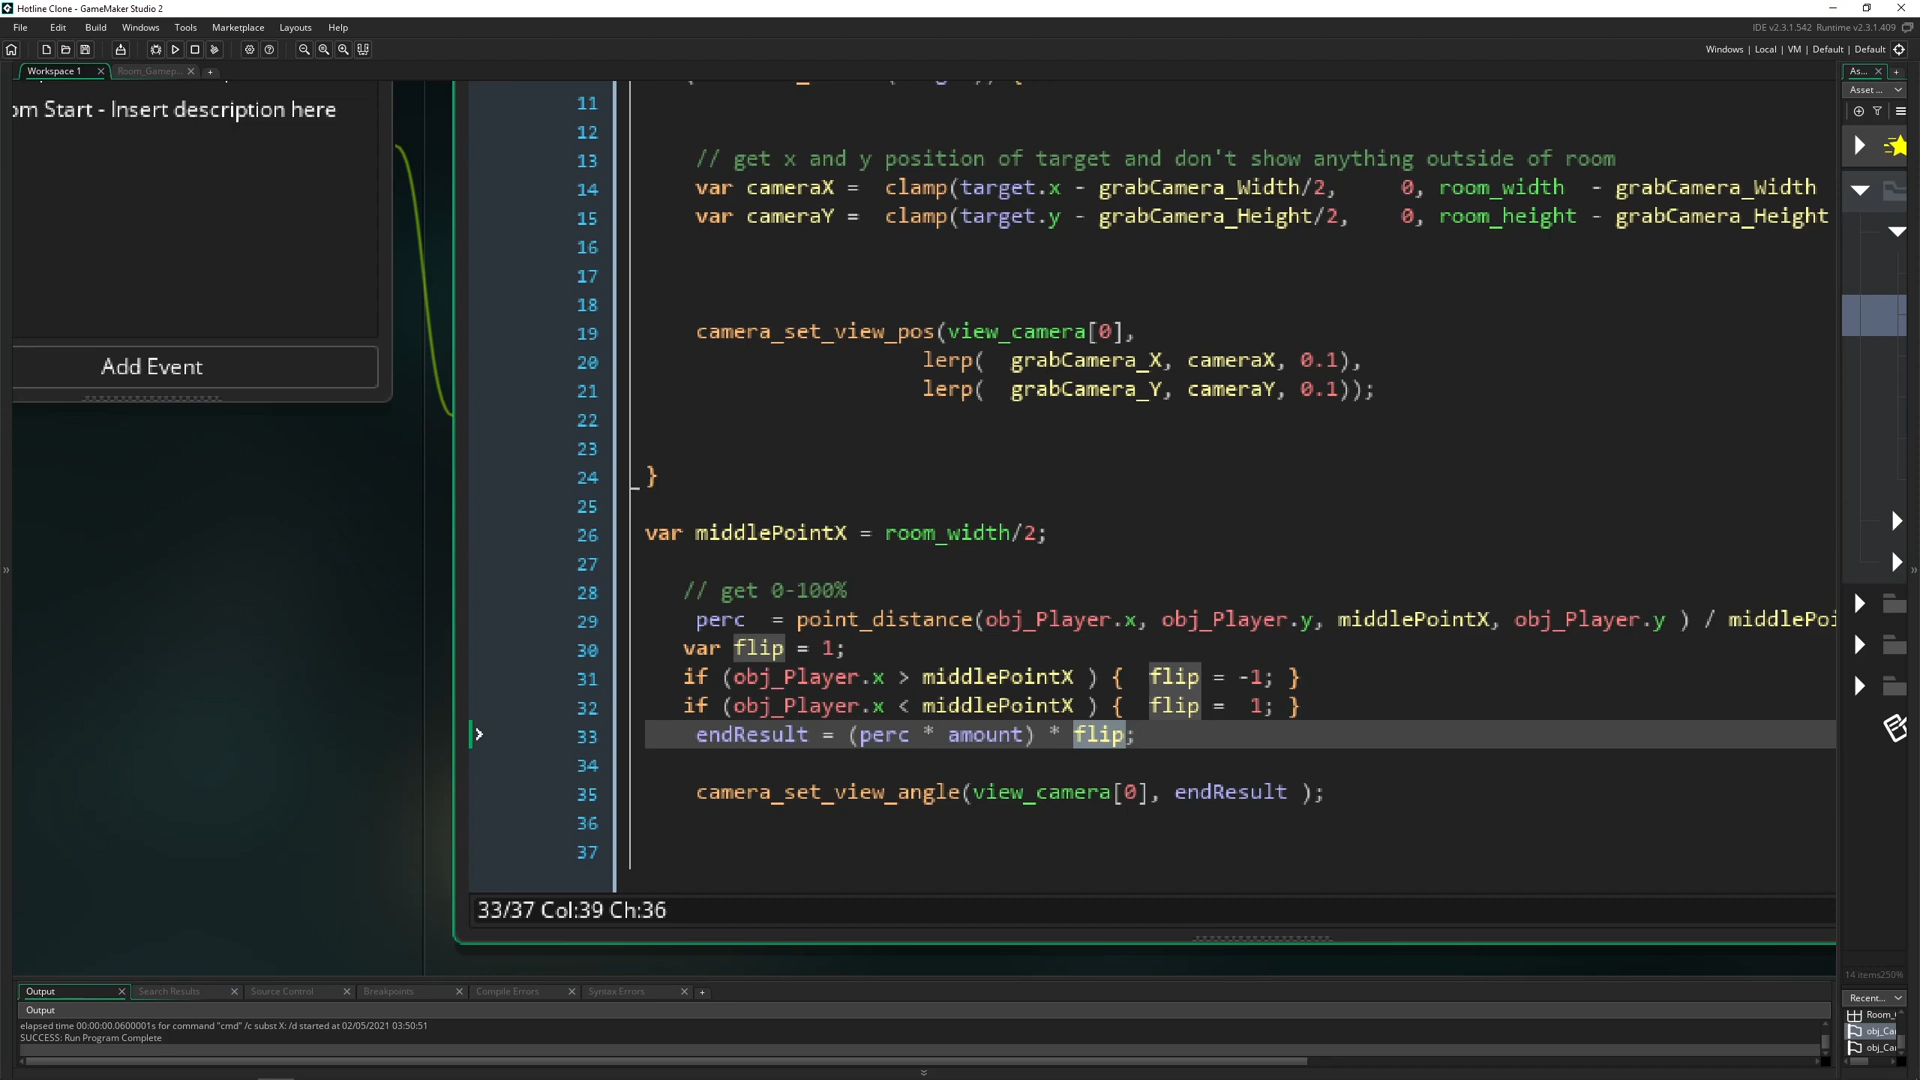 Hotline Clone - GameMaker Studio 2
File Edit Build Windows Tools Marketplace Layouts Help
IDE v2.3.1.542 Runtime v2.3.1.409
Windows | Local | VM | Default | Default
Workspace 1
Room_Gamep...
As...
Asset ...
om Start - Insert description here
Add Event
11
12
13 // get x and y position of target and don't show anything outside of room
14 var cameraX = clamp(target.x - grabCamera_Width/2, 0, room_width - grabCamera_Width
15 var cameraY = clamp(target.y - grabCamera_Height/2, 0, room_height - grabCamera_Height
16
17
18
19 camera_set_view_pos(view_camera[0],
20 lerp( grabCamera_X, cameraX, 0.1),
21 lerp( grabCamera_Y, cameraY, 0.1));
22
23
24 }
25
26 var middlePointX = room_width/2;
27
28 // get 0-100%
29 perc = point_distance(obj_Player.x, obj_Player.y, middlePointX, obj_Player.y ) / middlePoi
30 var flip = 1;
31 if (obj_Player.x > middlePointX ) { flip = -1; }
32 if (obj_Player.x < middlePointX ) { flip = 1; }
33 endResult = (perc * amount) * flip;
34
35 camera_set_view_angle(view_camera[0], endResult );
36
37
33/37 Col:39 Ch:36
14 items 250%
Recent...
Room_
obj_Ca
obj_Ca
Output Search Results Source Control Breakpoints Compile Errors Syntax Errors
Output
elapsed time 00:00:00.0600001s for command "cmd" /c subst X: /d started at 02/05/2021 03:50:51
SUCCESS: Run Program Complete